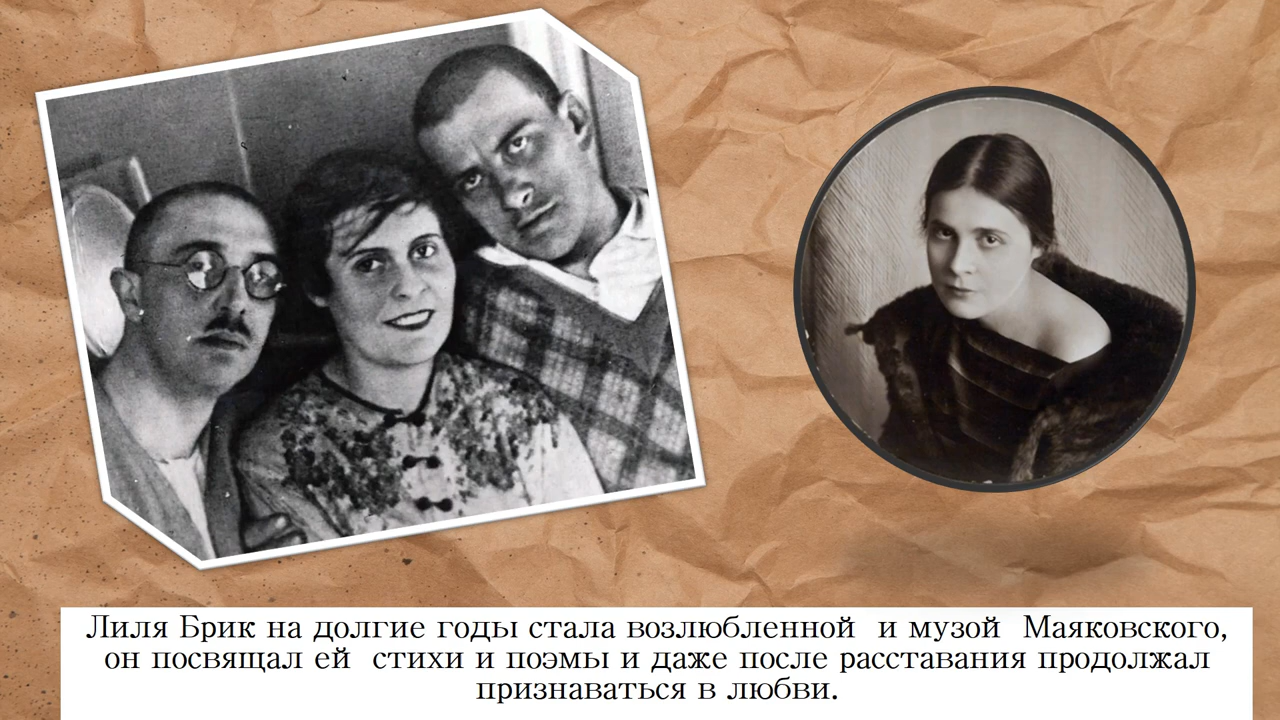 Лиля Брик на долгие годы стала возлюбленной  и музой  Маяковского,
он посвящал ей  стихи и поэмы и даже после расставания продолжал
признаваться в любви.